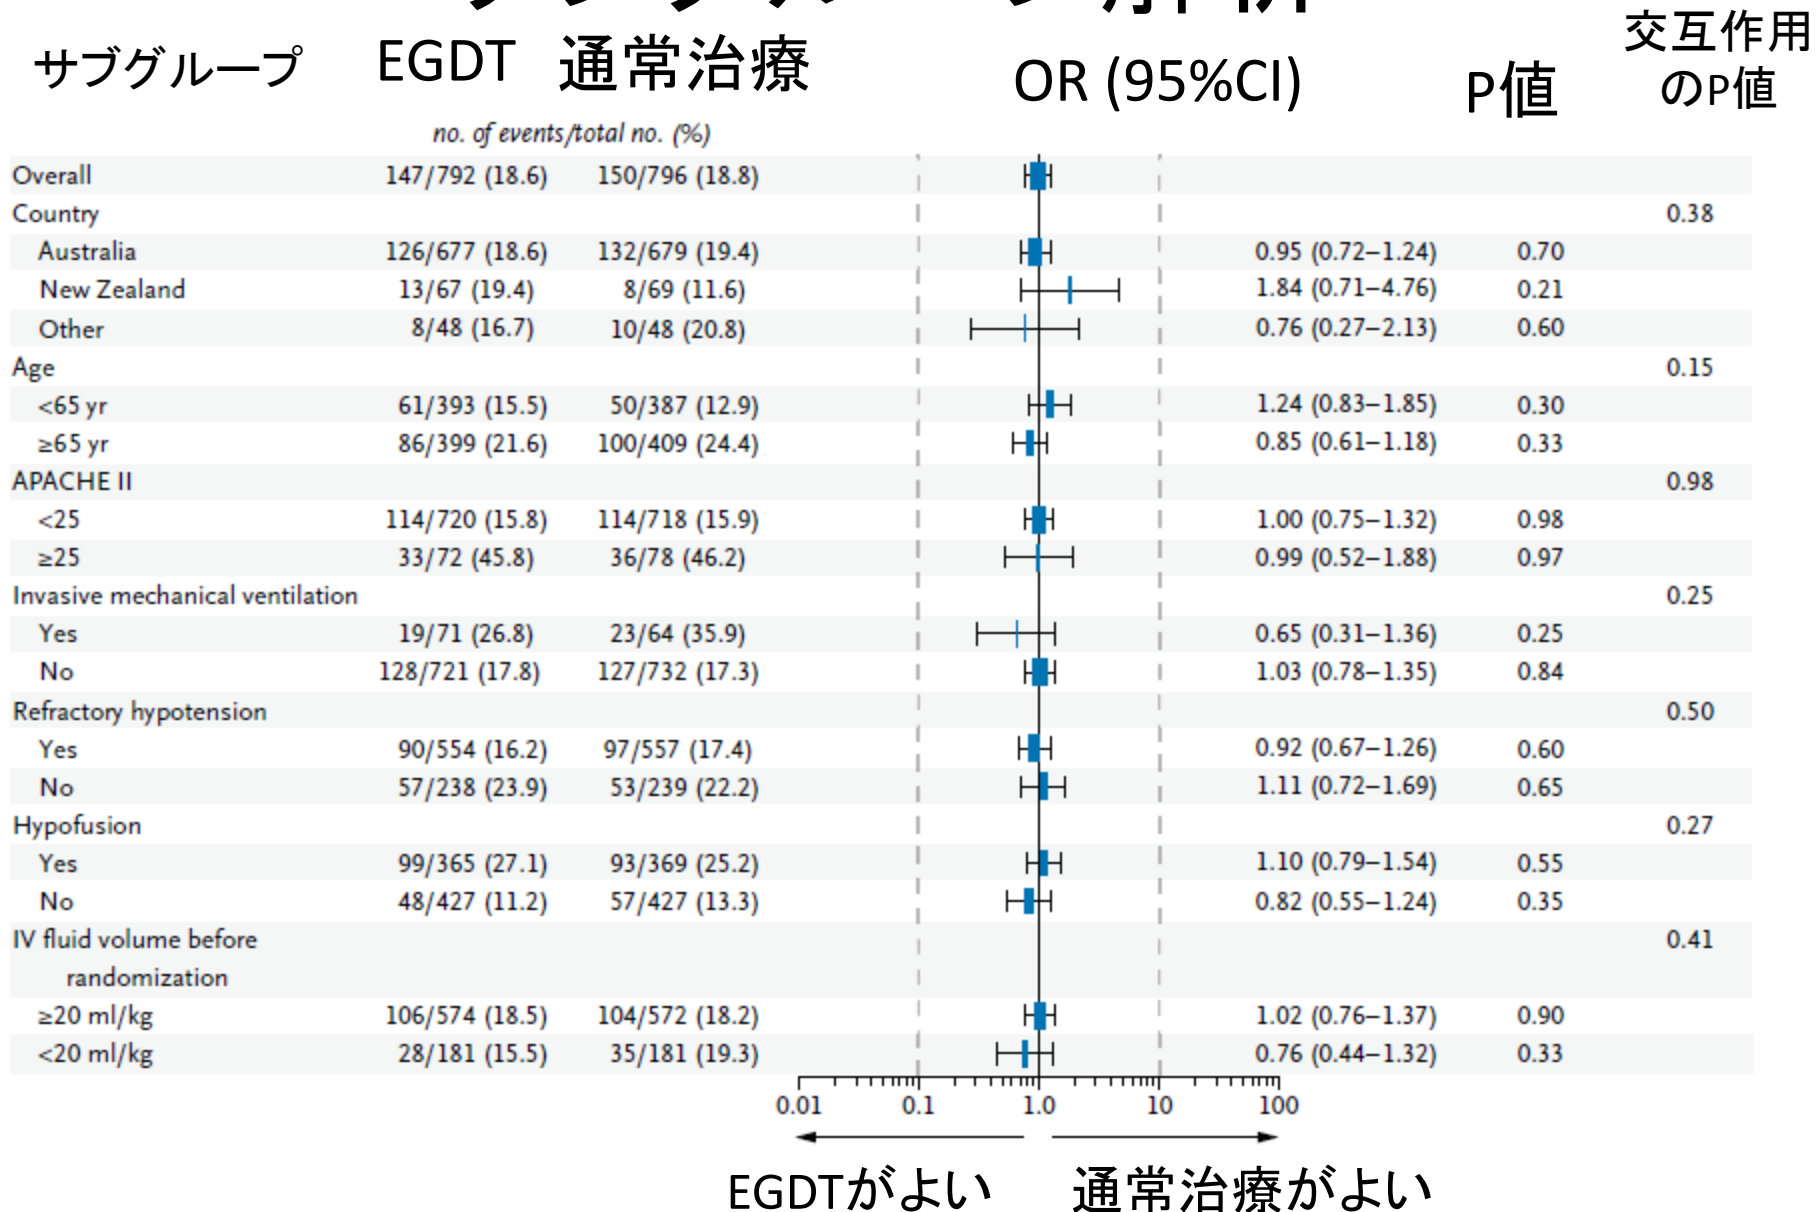 サブグループ EGDT 通常治療 OR (95%CI) P値 交互作用のP値
no. of events/total no. (%)
Overall 147/792 (18.6) 150/796 (18.8)
Country 0.38
Australia 126/677 (18.6) 132/679 (19.4) 0.95 (0.72–1.24) 0.70
New Zealand 13/67 (19.4) 8/69 (11.6) 1.84 (0.71–4.76) 0.21
Other 8/48 (16.7) 10/48 (20.8) 0.76 (0.27–2.13) 0.60
Age 0.15
<65 yr 61/393 (15.5) 50/387 (12.9) 1.24 (0.83–1.85) 0.30
≥65 yr 86/399 (21.6) 100/409 (24.4) 0.85 (0.61–1.18) 0.33
APACHE II 0.98
<25 114/720 (15.8) 114/718 (15.9) 1.00 (0.75–1.32) 0.98
≥25 33/72 (45.8) 36/78 (46.2) 0.99 (0.52–1.88) 0.97
Invasive mechanical ventilation 0.25
Yes 19/71 (26.8) 23/64 (35.9) 0.65 (0.31–1.36) 0.25
No 128/721 (17.8) 127/732 (17.3) 1.03 (0.78–1.35) 0.84
Refractory hypotension 0.50
Yes 90/554 (16.2) 97/557 (17.4) 0.92 (0.67–1.26) 0.60
No 57/238 (23.9) 53/239 (22.2) 1.11 (0.72–1.69) 0.65
Hypofusion 0.27
Yes 99/365 (27.1) 93/369 (25.2) 1.10 (0.79–1.54) 0.55
No 48/427 (11.2) 57/427 (13.3) 0.82 (0.55–1.24) 0.35
IV fluid volume before 0.41
randomization
≥20 ml/kg 106/574 (18.5) 104/572 (18.2) 1.02 (0.76–1.37) 0.90
<20 ml/kg 28/181 (15.5) 35/181 (19.3) 0.76 (0.44–1.32) 0.33
0.01 0.1 1.0 10 100
EGDTがよい 通常治療がよい